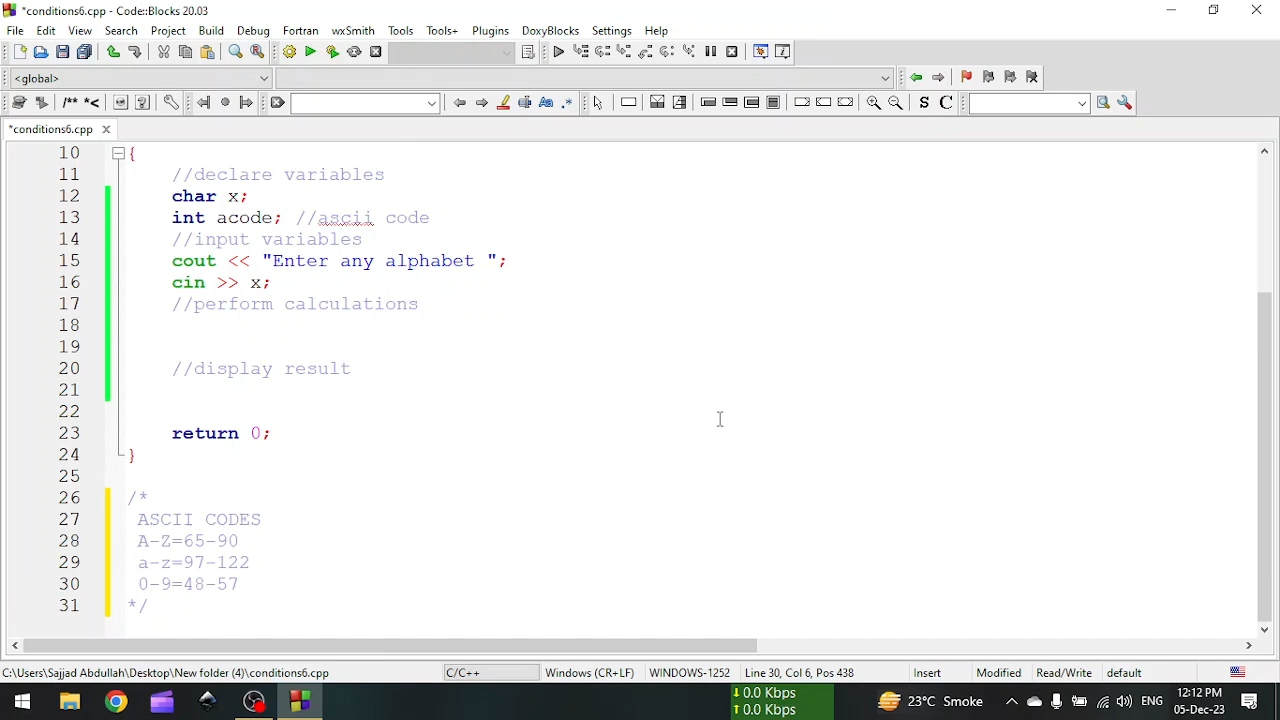 *conditions6.cpp - Code::Blocks 20.03
File Edit View Search Project Build Debug Fortran wxSmith Tools Tools+ Plugins DoxyBlocks Settings Help
<global>
/** *< S C
*conditions6.cpp
10 {
11 //declare variables
12 char x;
13 int acode; //ascii code
14 //input variables
15 cout << "Enter any alphabet ";
16 cin >> x;
17 //perform calculations
18
19
20 //display result
21
22
23 return 0;
24 }
25
26 /*
27 ASCII CODES
28 A-Z=65-90
29 a-z=97-122
30 0-9=48-57
31 */
C:\Users\Sajjad Abdullah\Desktop\New folder (4)\conditions6.cpp C/C++ Windows (CR+LF) WINDOWS-1252 Line 30, Col 6, Pos 438 Insert Modified Read/Write default
↓ 0.0 Kbps
↑ 0.0 Kbps
23°C Smoke ENG
12:12 PM
05-Dec-23